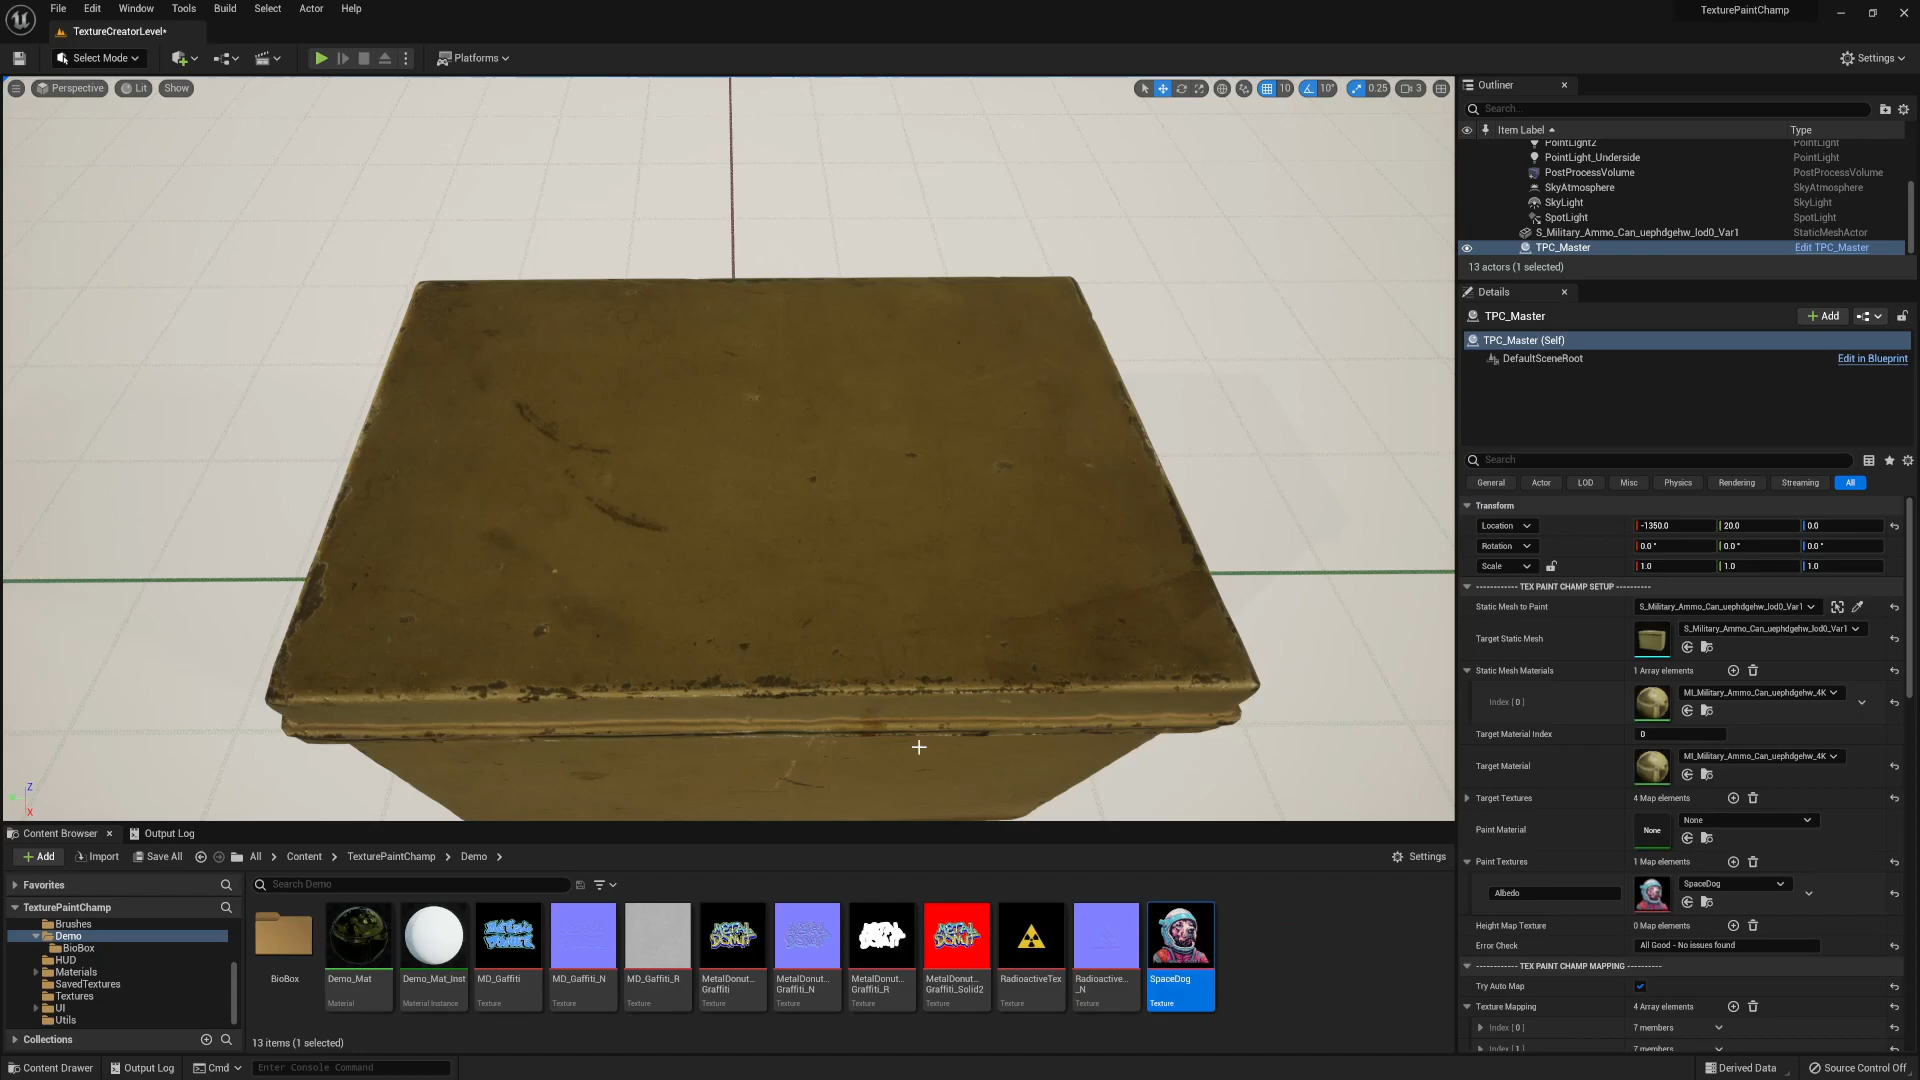 File Edit Window Tools Build Select Actor Help
TexturePaintChamp
TextureCreatorLevel*
Select Mode
Platforms
Settings
Perspective Lit Show
10 10° 0.25 3
Outliner
Search...
Item Label Type
PointLight2 PointLight
PointLight_Underside PointLight
PostProcessVolume PostProcessVolume
SkyAtmosphere SkyAtmosphere
SkyLight SkyLight
SpotLight SpotLight
S_Military_Ammo_Can_uephdgehw_lod0_Var1 StaticMeshActor
TPC_Master Edit TPC_Master
13 actors (1 selected)
Details
TPC_Master
Add
TPC_Master (Self)
DefaultSceneRoot Edit in Blueprint
Search
General Actor LOD Misc Physics Rendering Streaming All
Transform
Location -1350.0 20.0 0.0
Rotation 0.0 ° 0.0 ° 0.0 °
Scale 1.0 1.0 1.0
------------ TEX PAINT CHAMP SETUP ----------
Static Mesh to Paint S_Military_Ammo_Can_uephdgehw_lod0_Var1
Target Static Mesh S_Military_Ammo_Can_uephdgehw_lod0_Var1
Static Mesh Materials 1 Array elements
Index [ 0 ] MI_Military_Ammo_Can_uephdgehw_4K
Target Material Index 0
Target Material MI_Military_Ammo_Can_uephdgehw_4K
Target Textures 4 Map elements
Paint Material None None
Paint Textures 1 Map elements
Albedo SpaceDog
Height Map Texture 0 Map elements
Error Check All Good - No issues found
------------ TEX PAINT CHAMP MAPPING ----------
Try Auto Map
Texture Mapping 4 Array elements
Index [ 0 ] 7 members
Index [ 1 ] 7 members
Z
X
Content Browser Output Log
Add Import Save All All Content TexturePaintChamp Demo Settings
Favorites
Search Demo
TexturePaintChamp
Brushes
Demo
BioBox
HUD
Materials
SavedTextures
Textures
UI
Utils
Collections
BioBox
Demo_Mat
Material
Demo_Mat_Inst
Material Instance
MD_Gaffiti
Texture
MD_Gaffiti_N
Texture
MD_Gaffiti_R
Texture
MetalDonut_
Graffiti
Texture
MetalDonut_
Graffiti_N
Texture
MetalDonut_
Graffiti_R
Texture
MetalDonut_
Graffiti_Solid2
Texture
RadioactiveTex
Texture
Radioactive..
_N
Texture
SpaceDog
Texture
13 items (1 selected)
Content Drawer Output Log Cmd Enter Console Command
Derived Data Source Control Off